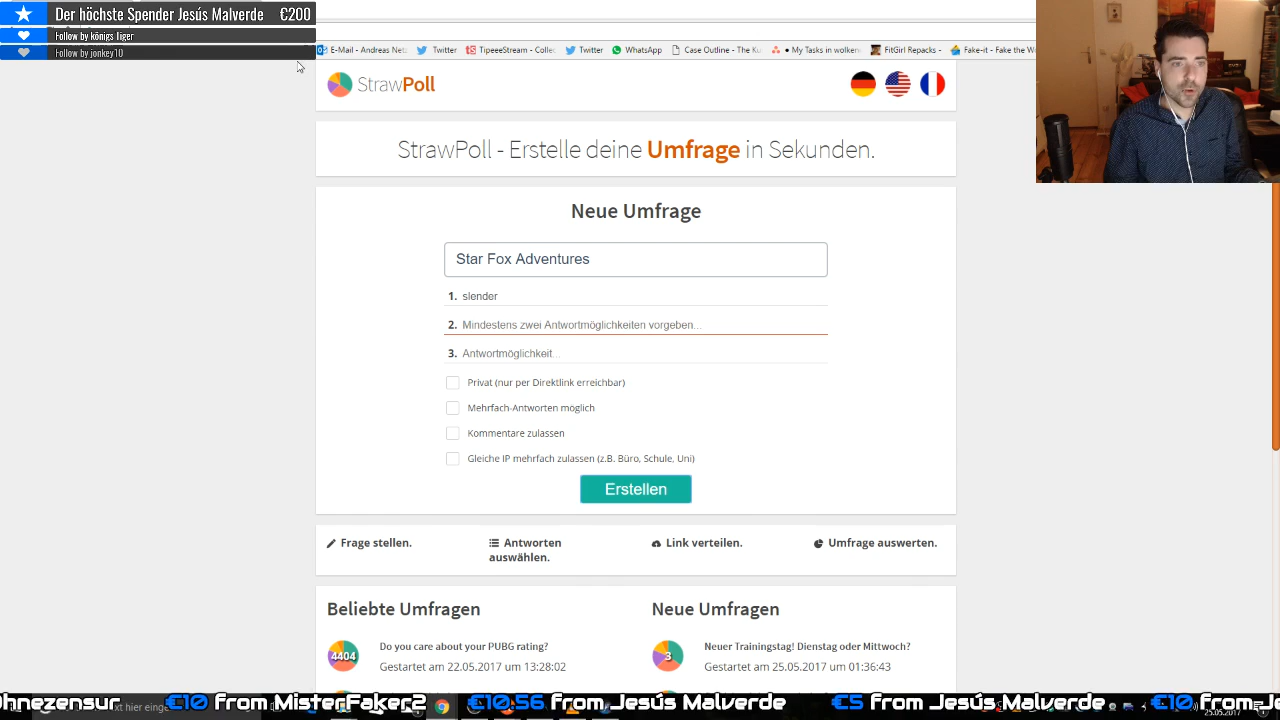 Der höchste Spender Jesús Malverde €200
Follow by königs Tiger
Follow by jonkey10
E-Mail - Andreas Net
Twitter
TipeeeStream - Collec
Twitter
WhatsApp
Case Outline - The Ku
My Tasks in wolken
FitGirl Repacks -
Fake-it - Fake the W
StrawPoll
StrawPoll - Erstelle deine Umfrage in Sekunden.
Neue Umfrage
Star Fox Adventures
1. slender
2. Mindestens zwei Antwortmöglichkeiten vorgeben...
3. Antwortmöglichkeit...
Privat (nur per Direktlink erreichbar)
Mehrfach-Antworten möglich
Kommentare zulassen
Gleiche IP mehrfach zulassen (z.B. Büro, Schule, Uni)
Erstellen
Frage stellen.
Antworten auswählen.
Link verteilen.
Umfrage auswerten.
Beliebte Umfragen
Neue Umfragen
4404 Do you care about your PUBG rating?
Gestartet am 22.05.2017 um 13:28:02
3 Neuer Trainingstag! Dienstag oder Mittwoch?
Gestartet am 25.05.2017 um 01:36:43
Ohnezensur €10 from MisterFaker2 €10.56 from Jesús Malverde €5 from Jesús Malverde €10 from Je
25.05.2017